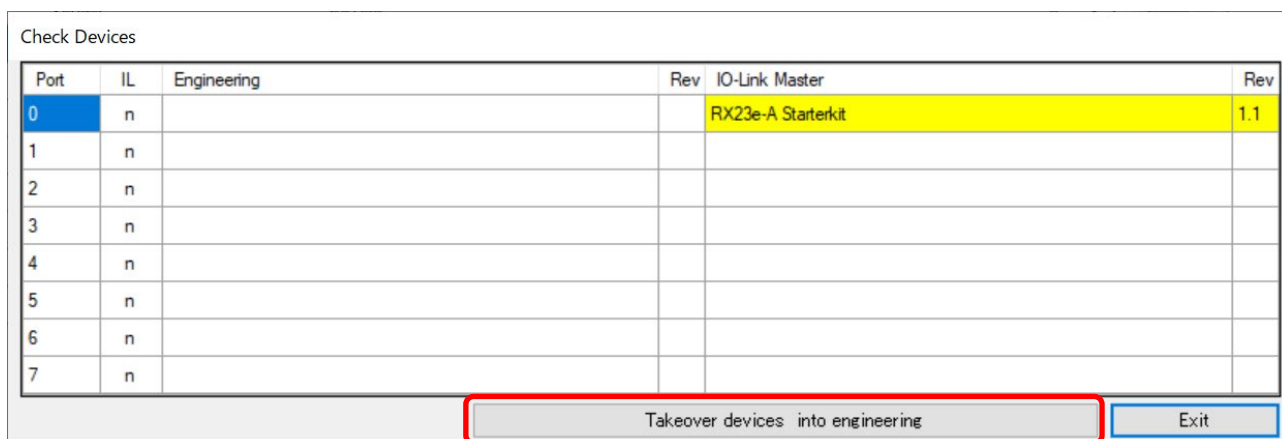 Check Devices
Port IL Engineering Rev IO-Link Master Rev
0 n RX23e-A Starterkit 1.1
1 n
2 n
3 n
4 n
5 n
6 n
7 n
Takeover devices into engineering Exit